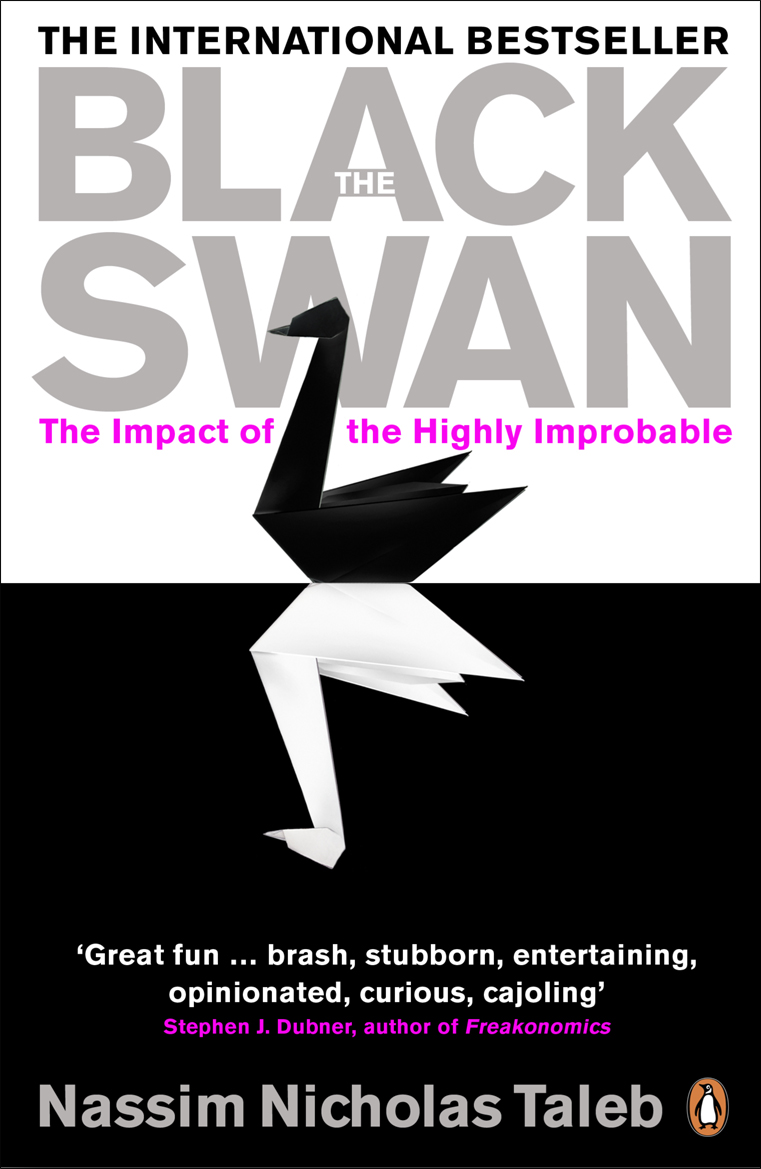 THE INTERNATIONAL BESTSELLER
THE
BLACK
SWAN
The Impact of the Highly Improbable
‘Great fun ... brash, stubborn, entertaining,
opinionated, curious, cajoling’
Stephen J. Dubner, author of Freakonomics
Nassim Nicholas Taleb